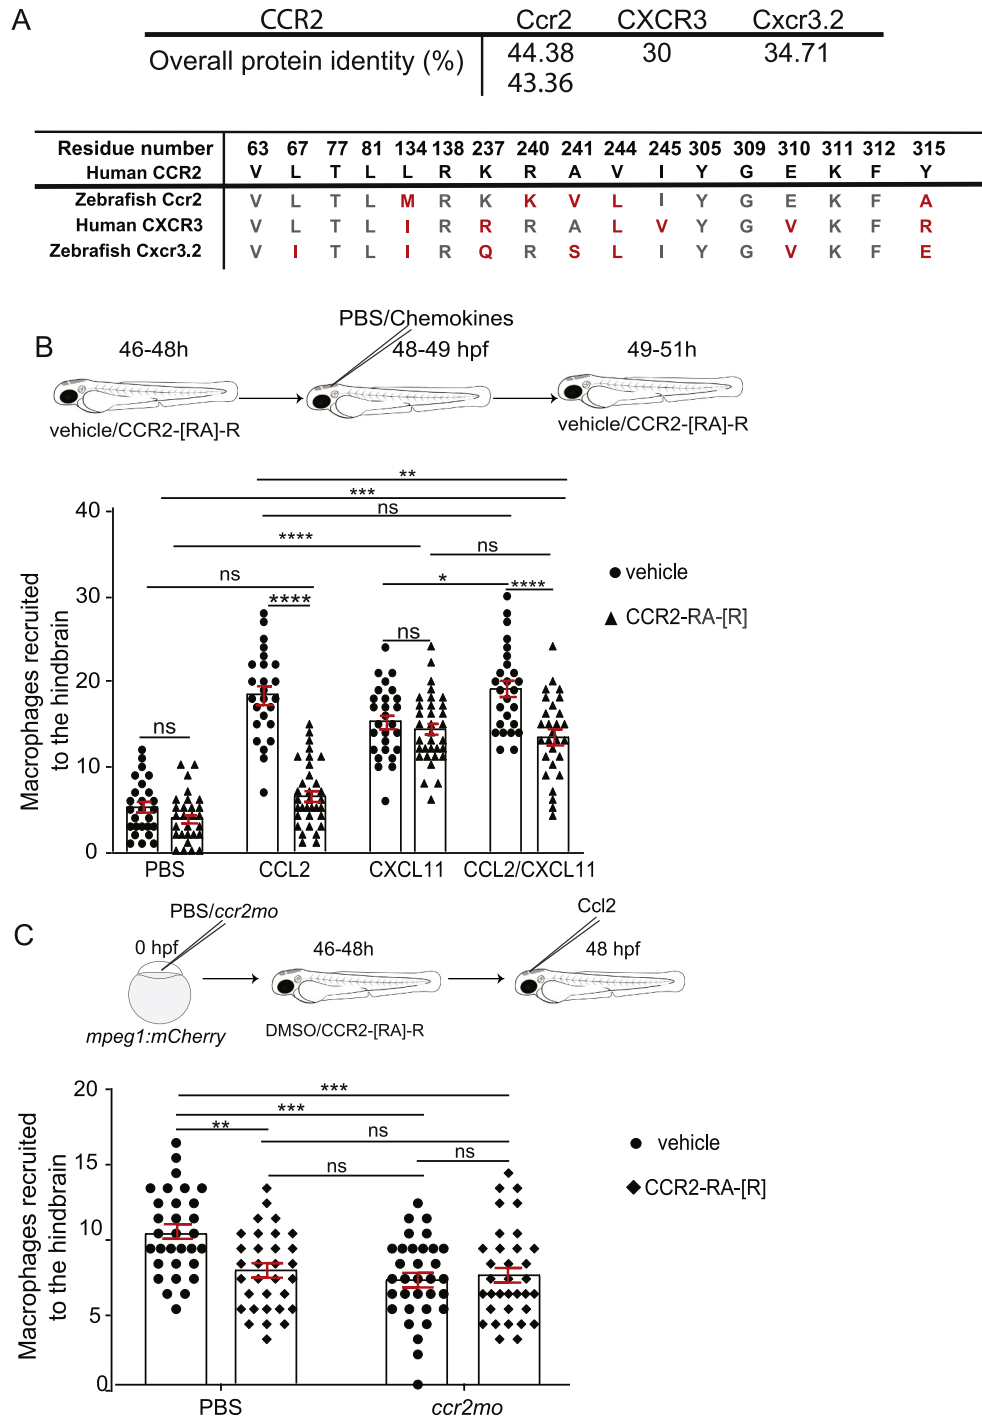 A
CCR2 Ccr2 CXCR3 Cxcr3.2
Overall protein identity (%) 44.38 30 34.71
43.36
Residue number 63 67 77 81 134 138 237 240 241 244 245 305 309 310 311 312 315
Human CCR2 V L T L L R K R A V I Y G E K F Y
Zebrafish Ccr2 V L T L M R K K V L I Y G E K F A
Human CXCR3 V L T L I R R R A L V Y G V K F R
Zebrafish Cxcr3.2 V I T L I R Q R S L I Y G V K F E
B
PBS/Chemokines
46-48h 48-49 hpf 49-51h
vehicle/CCR2-[RA]-R vehicle/CCR2-[RA]-R
**
***
ns
****
ns
ns
*
****
****
ns
ns
vehicle
CCR2-RA-[R]
Macrophages recruited
to the hindbrain
40
30
20
10
0
PBS CCL2 CXCL11 CCL2/CXCL11
C
PBS/ccr2mo
Ccl2
0 hpf 46-48h 48 hpf
mpeg1:mCherry DMSO/CCR2-[RA]-R
***
***
**
ns
ns
ns
vehicle
CCR2-RA-[R]
Macrophages recruited
to the hindbrain
20
15
10
5
0
PBS ccr2mo